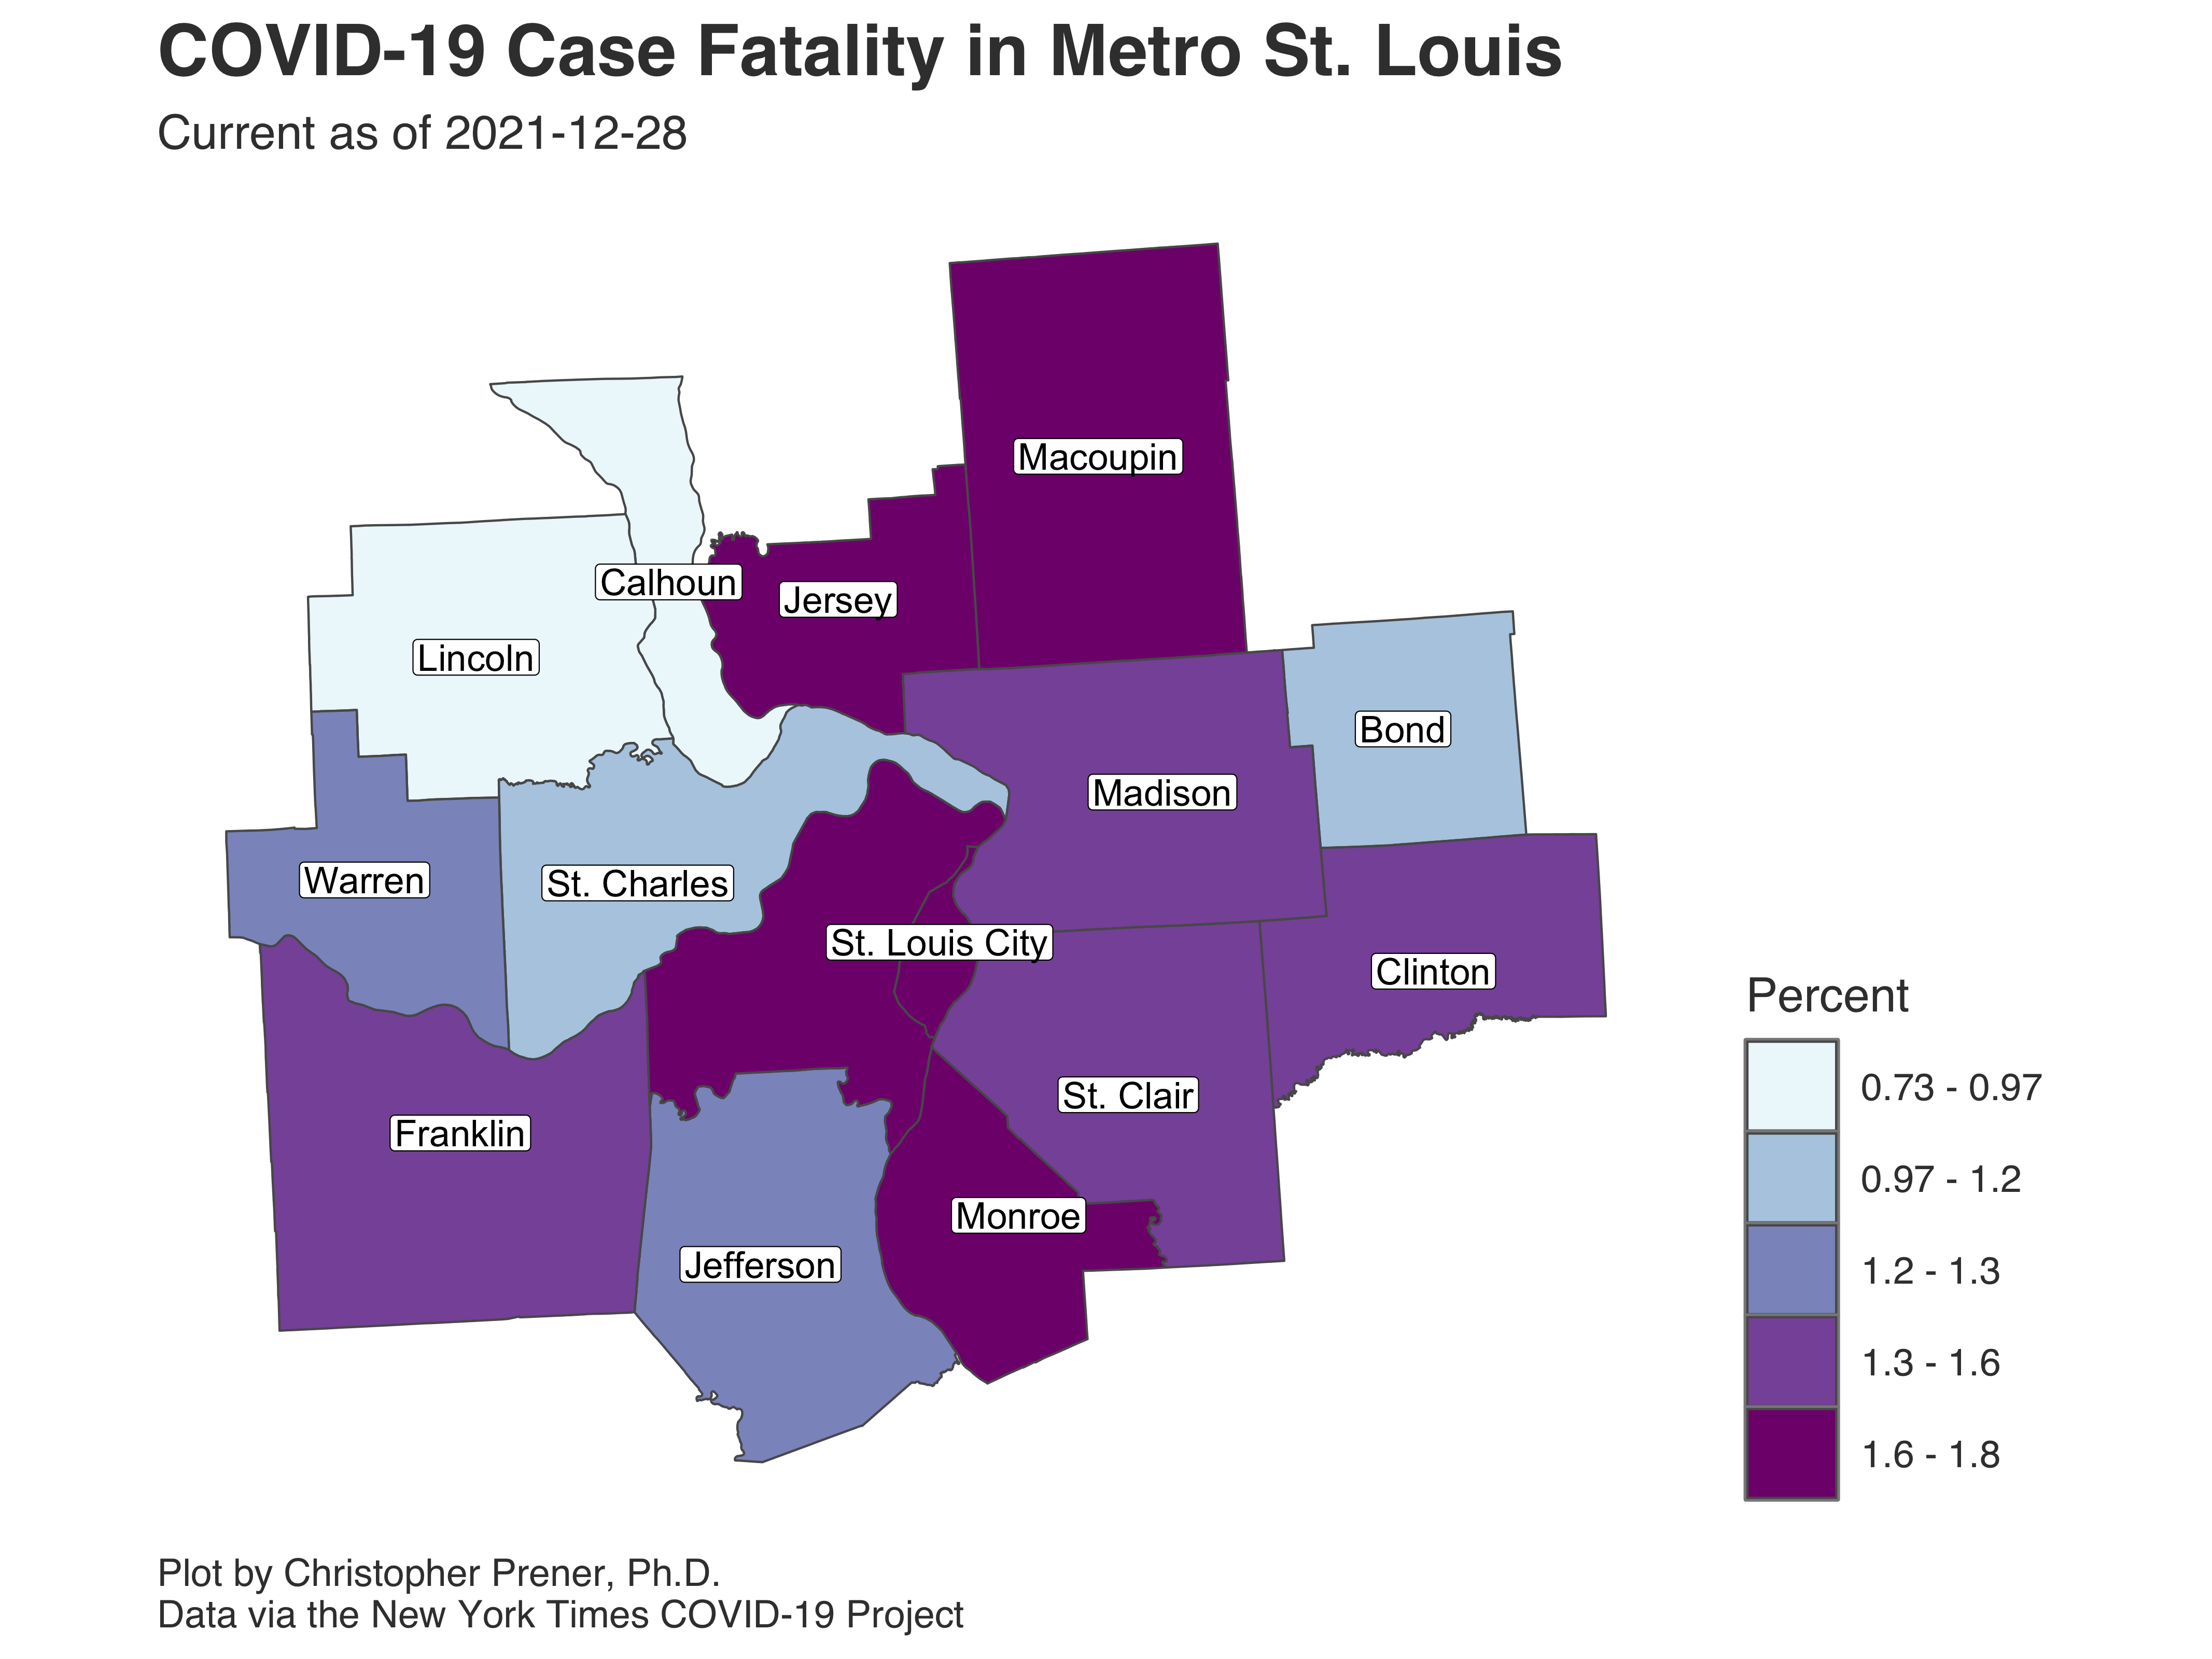 COVID-19 Case Fatality in Metro St. Louis
Current as of 2021-12-28
Macoupin
Calhoun
Jersey
Lincoln
Bond
Madison
Warren
St. Charles
St. Louis City
Clinton
St. Clair
Franklin
Monroe
Jefferson
Percent
0.73 - 0.97
0.97 - 1.2
1.2 - 1.3
1.3 - 1.6
1.6 - 1.8
Plot by Christopher Prener, Ph.D.
Data via the New York Times COVID-19 Project